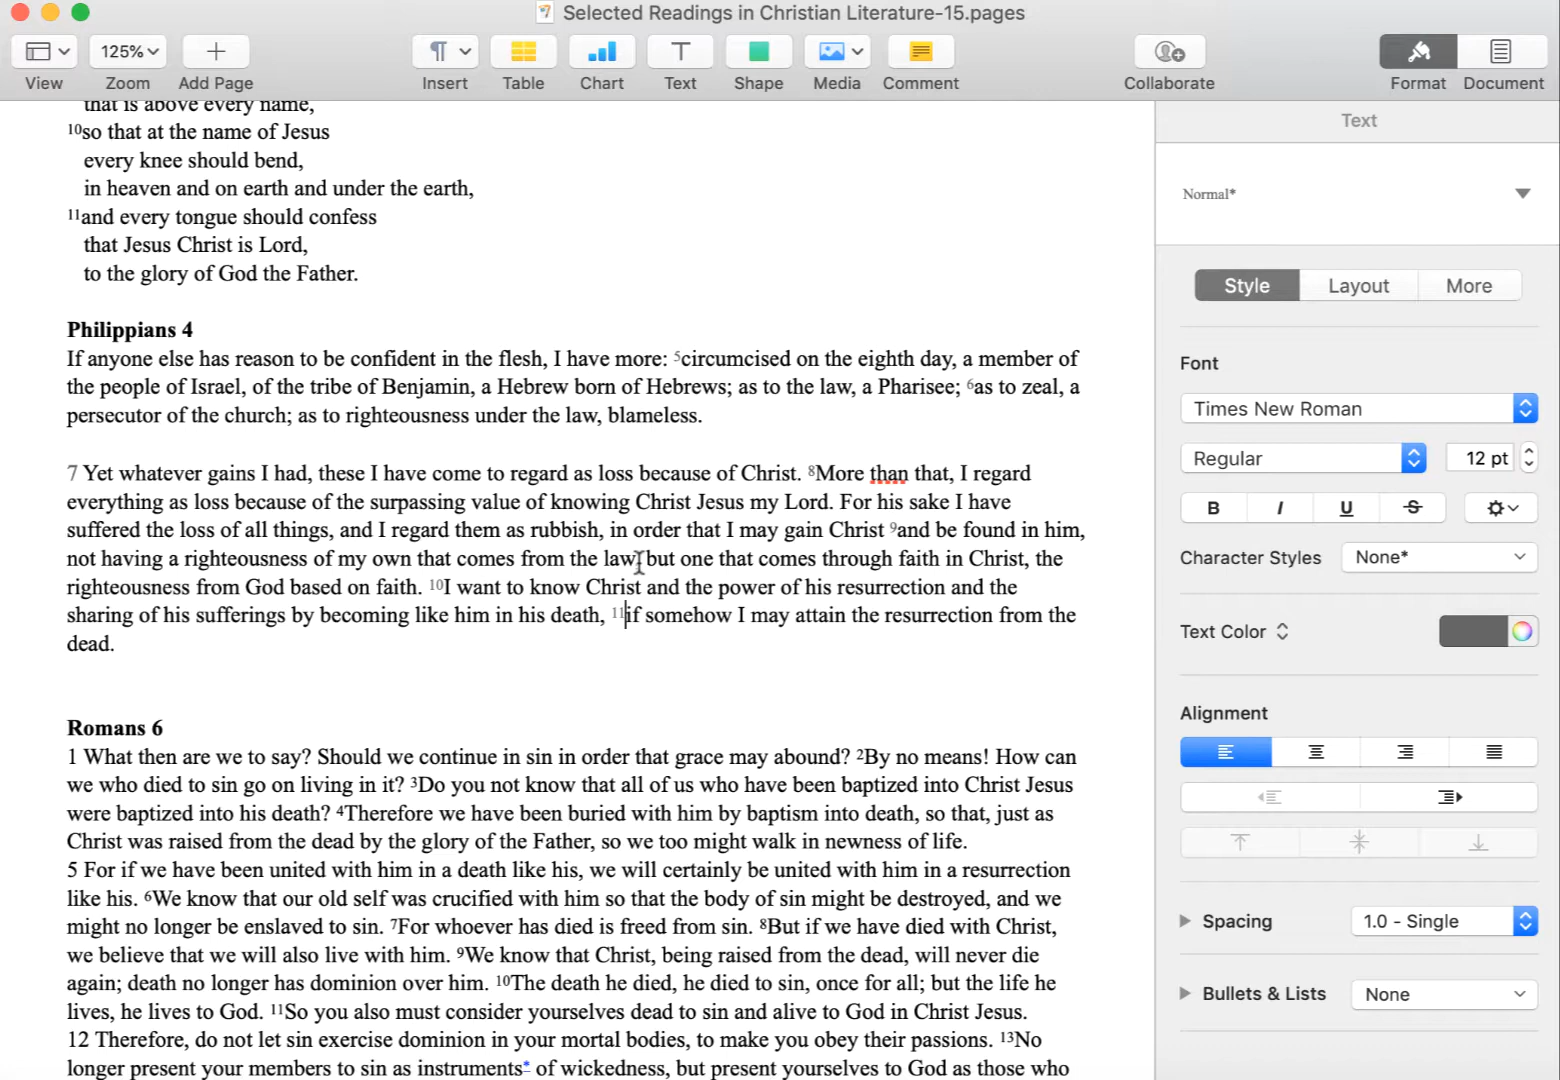 Selected Readings in Christian Literature-15.pages
125%
View
Zoom
Add Page
Insert
Table
Chart
Text
Shape
Media
Comment
Collaborate
Format
Document
that is above every name,
10so that at the name of Jesus
every knee should bend,
in heaven and on earth and under the earth,
11and every tongue should confess
that Jesus Christ is Lord,
to the glory of God the Father.
Philippians 4
If anyone else has reason to be confident in the flesh, I have more: 5circumcised on the eighth day, a member of
the people of Israel, of the tribe of Benjamin, a Hebrew born of Hebrews; as to the law, a Pharisee; 6as to zeal, a
persecutor of the church; as to righteousness under the law, blameless.
7 Yet whatever gains I had, these I have come to regard as loss because of Christ. 8More than that, I regard
everything as loss because of the surpassing value of knowing Christ Jesus my Lord. For his sake I have
suffered the loss of all things, and I regard them as rubbish, in order that I may gain Christ 9and be found in him,
not having a righteousness of my own that comes from the law, but one that comes through faith in Christ, the
righteousness from God based on faith. 10I want to know Christ and the power of his resurrection and the
sharing of his sufferings by becoming like him in his death, 11if somehow I may attain the resurrection from the
dead.
Romans 6
1 What then are we to say? Should we continue in sin in order that grace may abound? 2By no means! How can
we who died to sin go on living in it? 3Do you not know that all of us who have been baptized into Christ Jesus
were baptized into his death? 4Therefore we have been buried with him by baptism into death, so that, just as
Christ was raised from the dead by the glory of the Father, so we too might walk in newness of life.
5 For if we have been united with him in a death like his, we will certainly be united with him in a resurrection
like his. 6We know that our old self was crucified with him so that the body of sin might be destroyed, and we
might no longer be enslaved to sin. 7For whoever has died is freed from sin. 8But if we have died with Christ,
we believe that we will also live with him. 9We know that Christ, being raised from the dead, will never die
again; death no longer has dominion over him. 10The death he died, he died to sin, once for all; but the life he
lives, he lives to God. 11So you also must consider yourselves dead to sin and alive to God in Christ Jesus.
12 Therefore, do not let sin exercise dominion in your mortal bodies, to make you obey their passions. 13No
longer present your members to sin as instruments* of wickedness, but present yourselves to God as those who
Text
Normal*
Style
Layout
More
Font
Times New Roman
Regular
12 pt
B I U S
Character Styles
None*
Text Color
Alignment
Spacing
1.0 - Single
Bullets & Lists
None